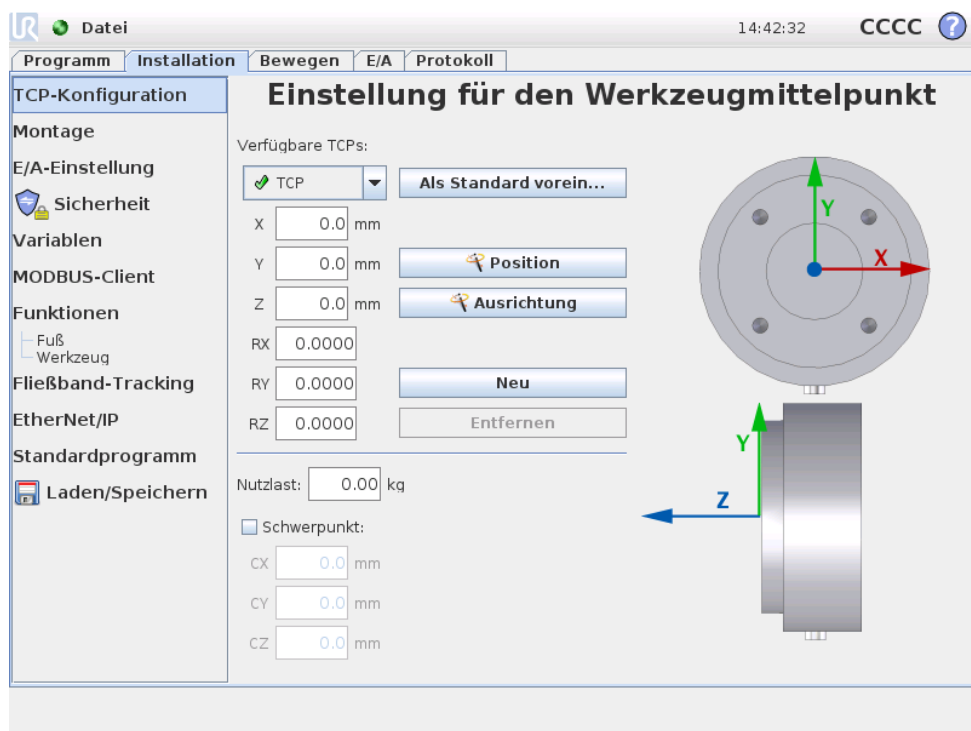 UR Datei 14:42:32 CCCC ?
Programm Installation Bewegen E/A Protokoll
TCP-Konfiguration
Montage
E/A-Einstellung
Sicherheit
Variablen
MODBUS-Client
Funktionen
Fuß
Werkzeug
Fließband-Tracking
EtherNet/IP
Standardprogramm
Laden/Speichern
Einstellung für den Werkzeugmittelpunkt
Verfügbare TCPs:
TCP Als Standard vorein...
X 0.0 mm
Y 0.0 mm Position
Z 0.0 mm Ausrichtung
RX 0.0000
RY 0.0000 Neu
RZ 0.0000 Entfernen
Nutzlast: 0.00 kg
Schwerpunkt:
CX 0.0 mm
CY 0.0 mm
CZ 0.0 mm
Y
X
Y
Z